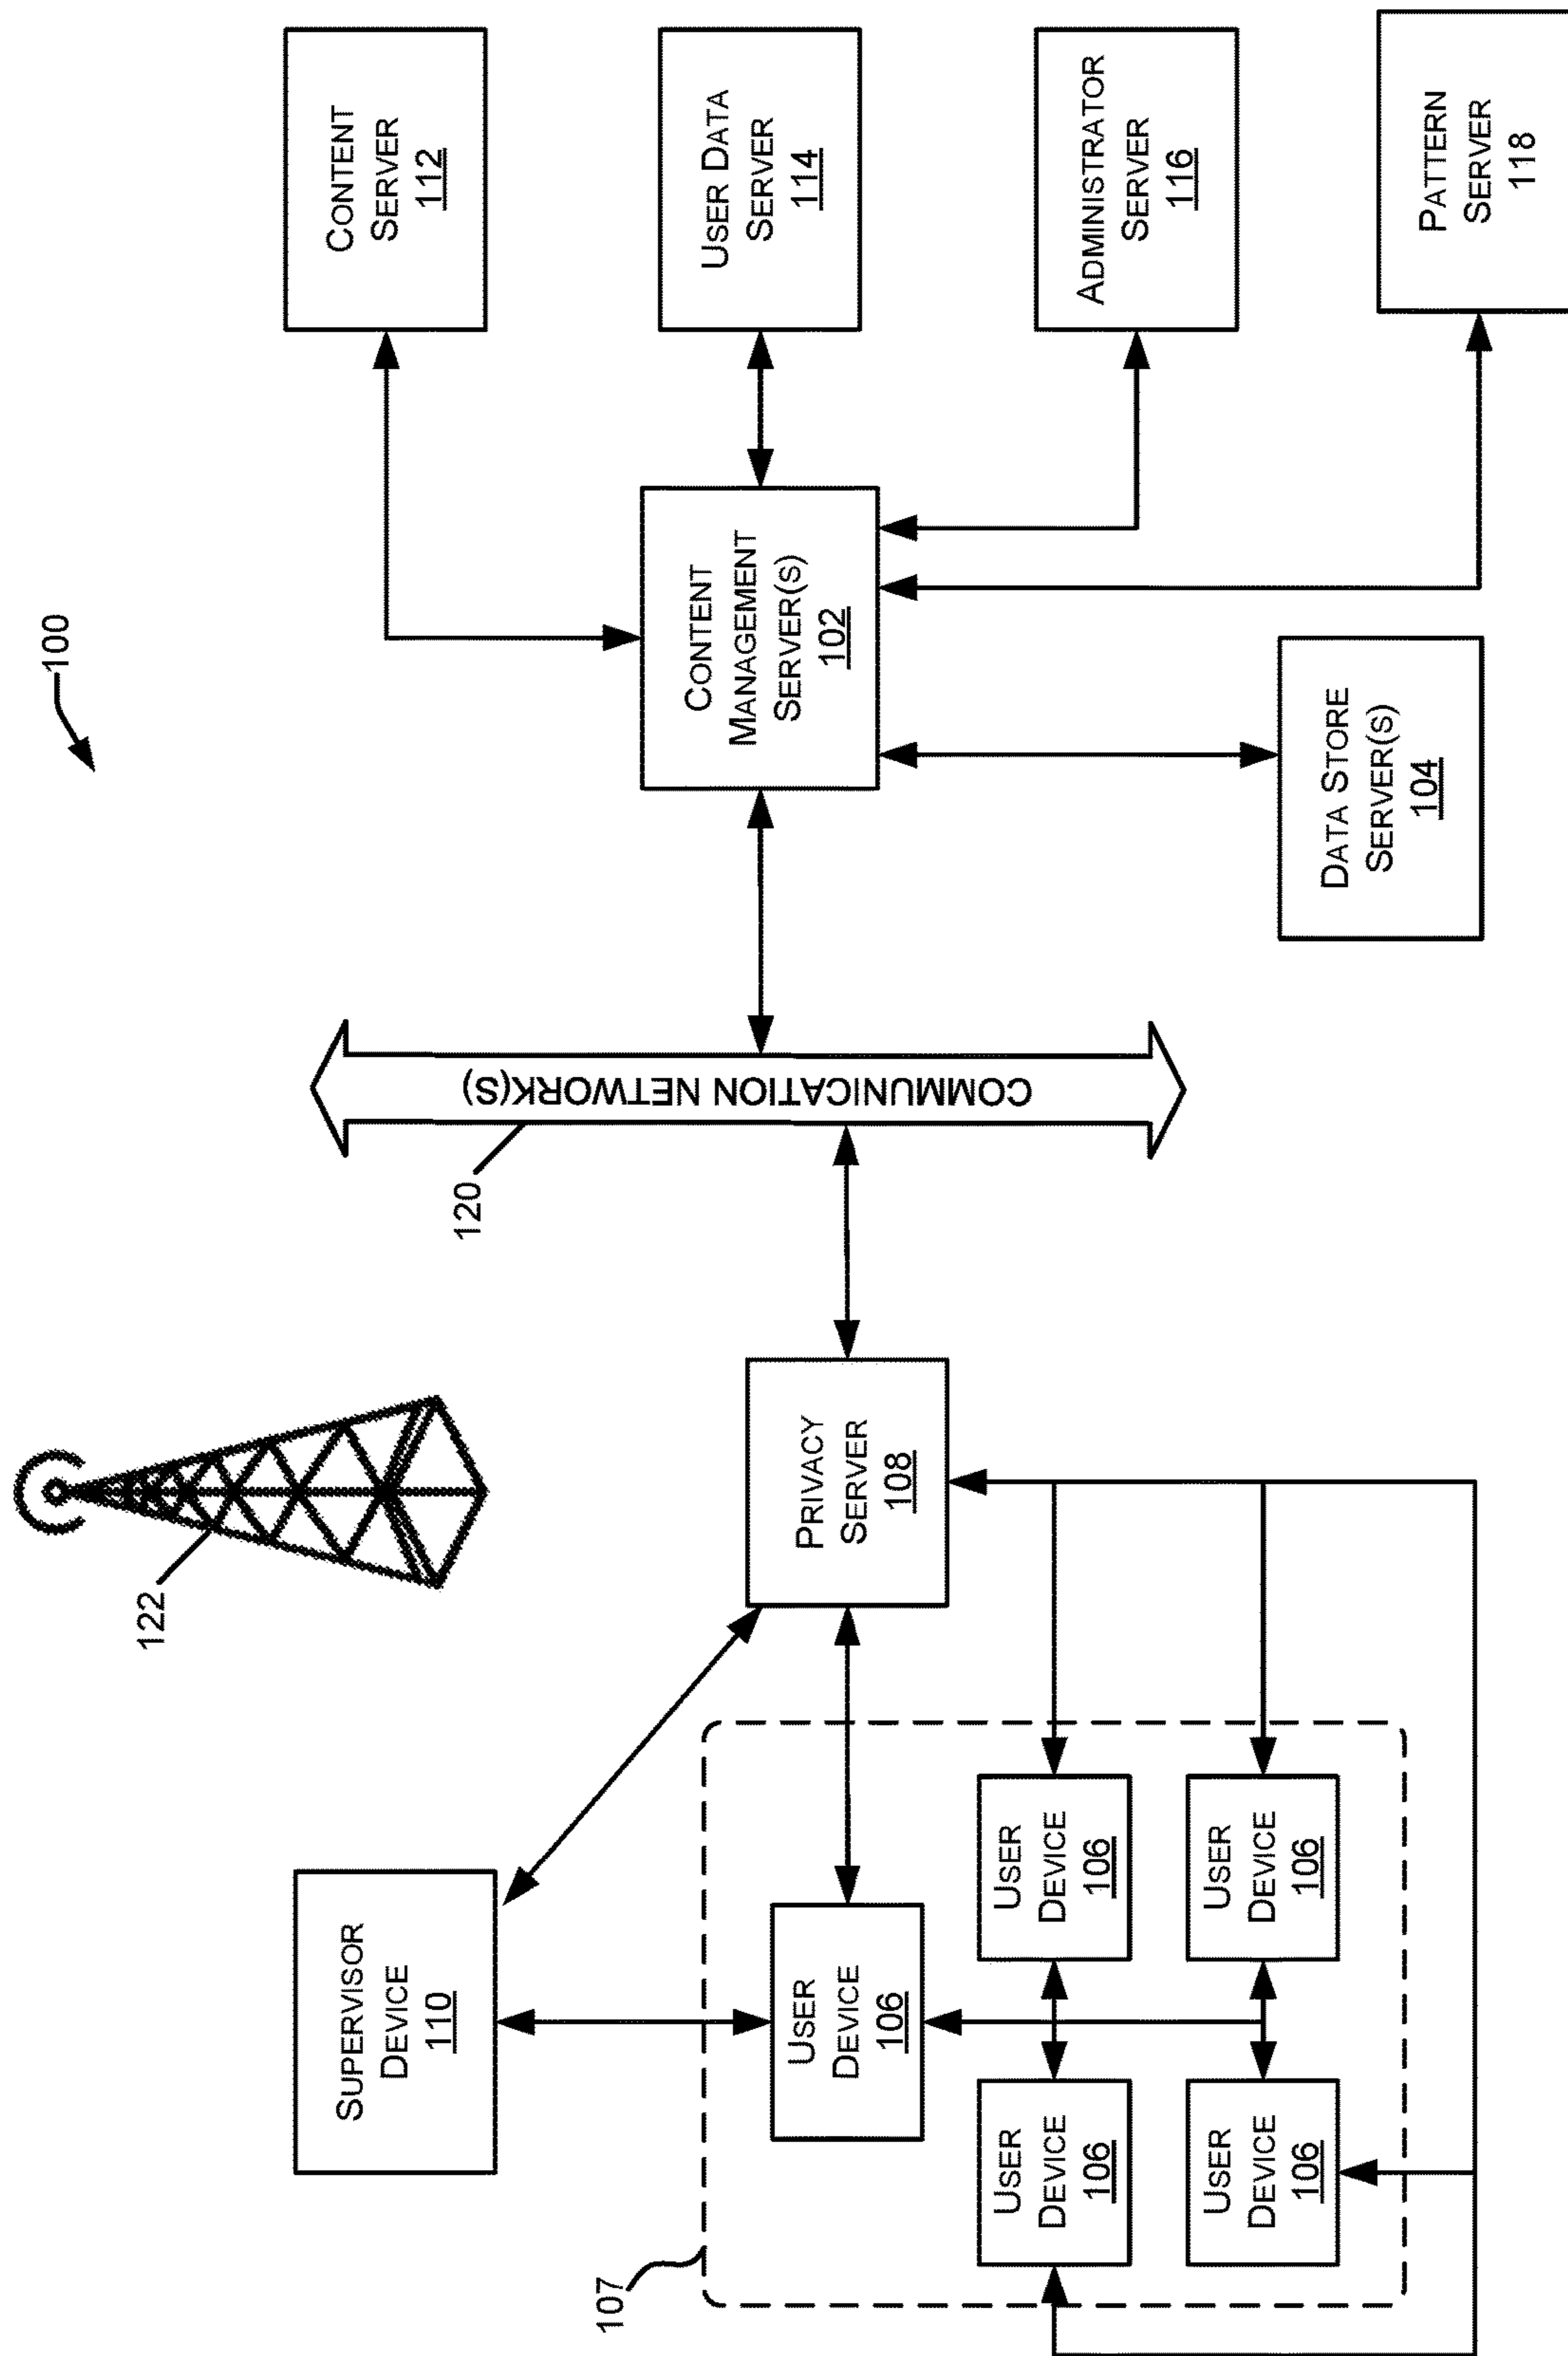 100
122
SUPERVISOR
DEVICE
110
CONTENT
SERVER
112
120
107
USER DATA
SERVER
114
CONTENT
MANAGEMENT
SERVER(S)
102
COMMUNICATION NETWORK(S)
PRIVACY
SERVER
108
USER
DEVICE
106
USER
DEVICE
106
USER
DEVICE
106
ADMINISTRATOR
SERVER
116
USER
DEVICE
106
USER
DEVICE
106
DATA STORE
SERVER(S)
104
PATTERN
SERVER
118